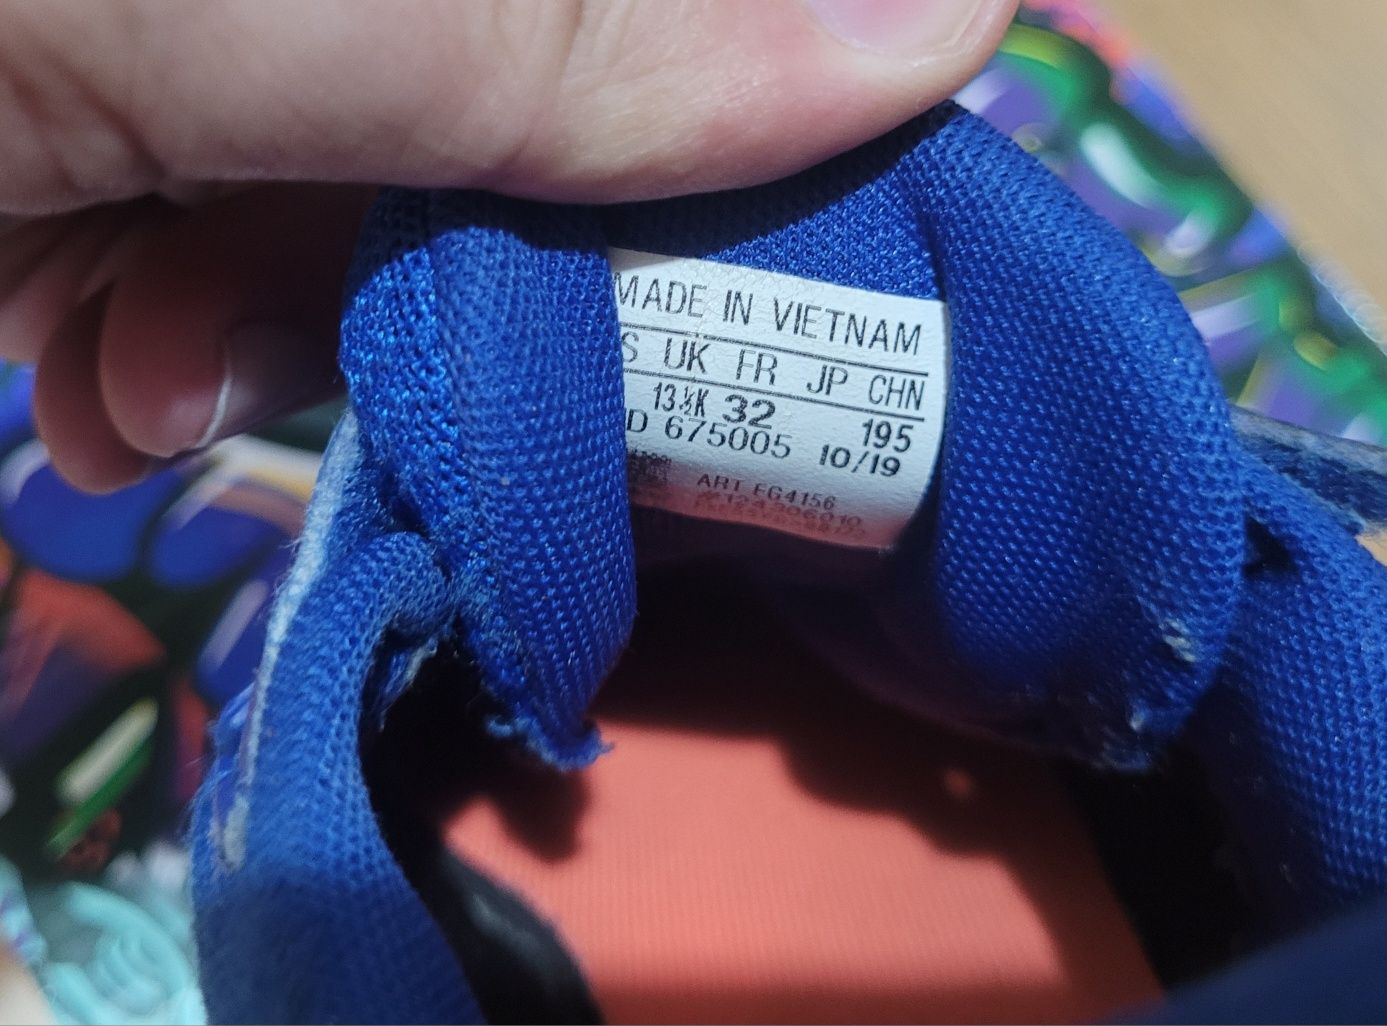 MADE IN VIETNAM
S UK FR JP CHN
13½K 32 195
D 675005 10/19
ART EG4156